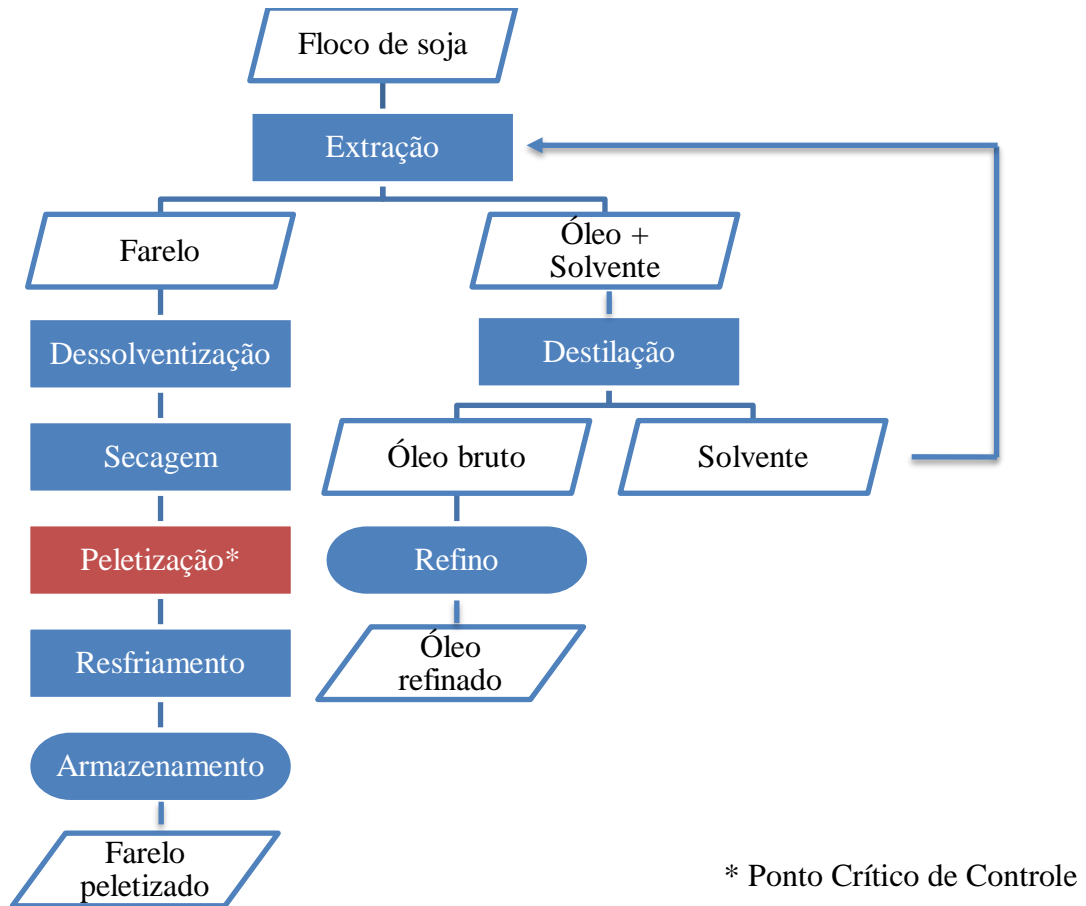 Floco de soja
Extração
Farelo
Óleo +
Solvente
Dessolventização
Destilação
Secagem
Óleo bruto
Solvente
Peletização*
Refino
Resfriamento
Óleo
refinado
Armazenamento
Farelo
peletizado
* Ponto Crítico de Controle